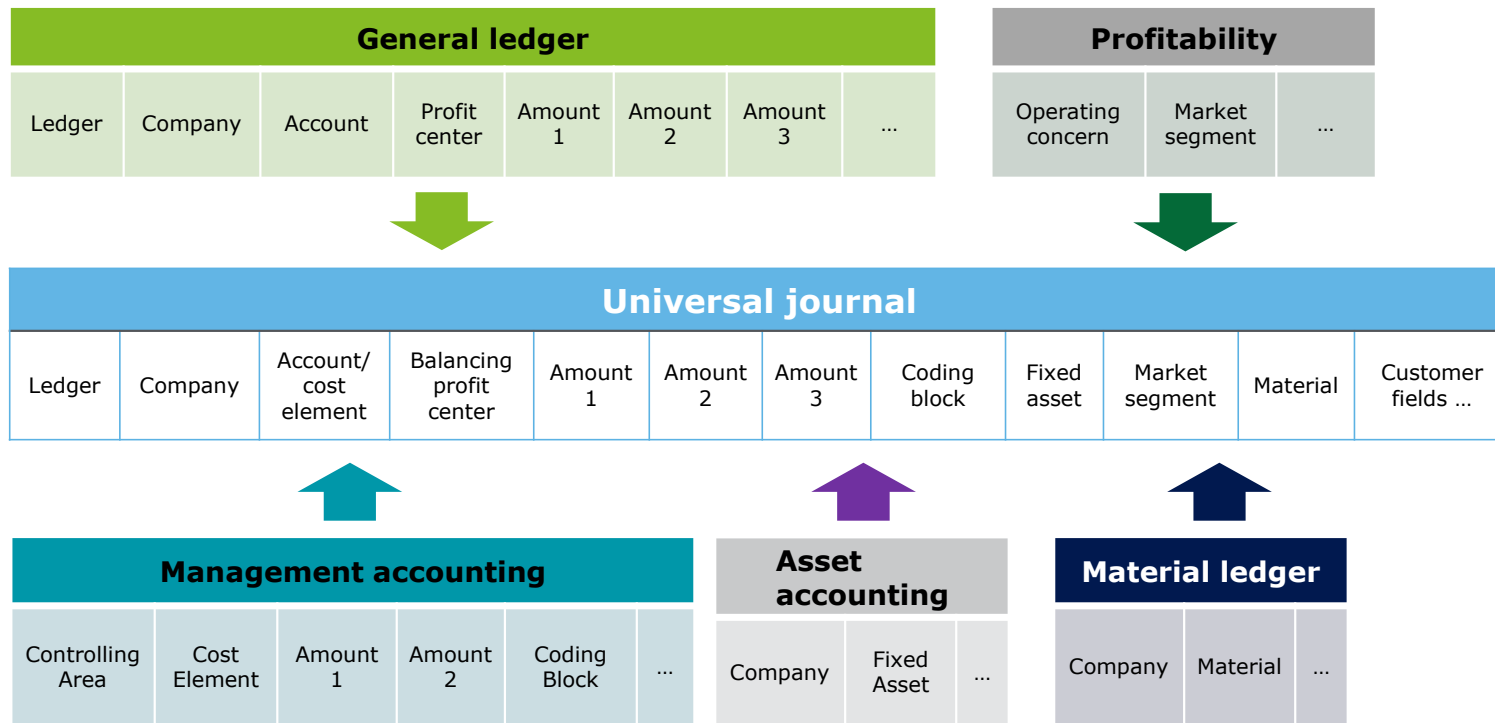 General ledger
Ledger
Company
Account
Profit
center
Amount
1
Amount
2
Amount
3
…
Profitability
Operating
concern
Market
segment
…
Universal journal
Ledger
Company
Account/
cost
element
Balancing
profit
center
Amount
1
Amount
2
Amount
3
Coding
block
Fixed
asset
Market
segment
Material
Customer
fields …
Management accounting
Controlling
Area
Cost
Element
Amount
1
Amount
2
Coding
Block
…
Asset
accounting
Company
Fixed
Asset
…
Material ledger
Company
Material
…